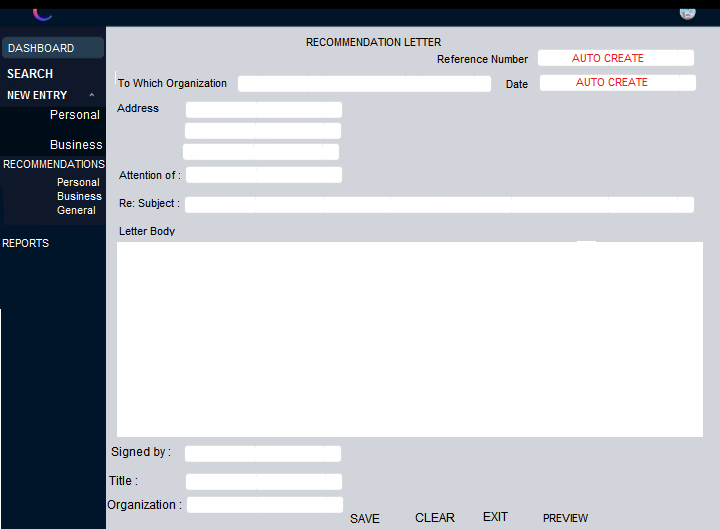 DASHBOARD
SEARCH
NEW ENTRY
Personal
Business
RECOMMENDATIONS
Personal
Business
General
REPORTS
RECOMMENDATION LETTER
Reference Number AUTO CREATE
To Which Organization Date AUTO CREATE
Address
Attention of :
Re: Subject :
Letter Body
Signed by :
Title :
Organization :
SAVE CLEAR EXIT PREVIEW